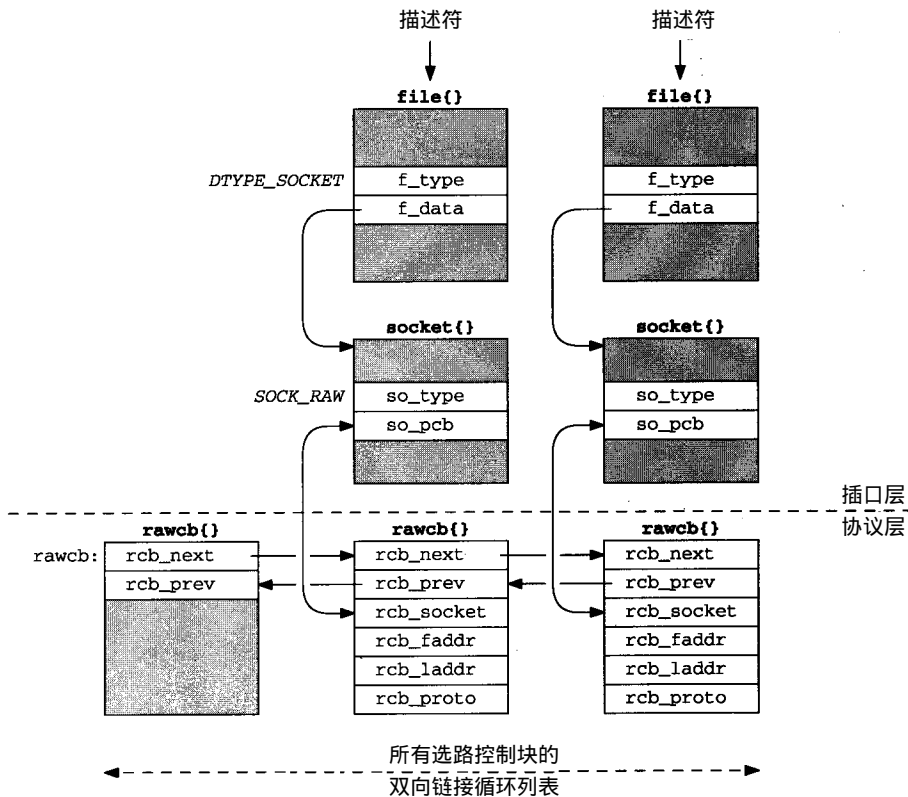 描述符 描述符
file{} file{}
DTYPE_SOCKET f_type f_type
f_data f_data
socket{} socket{}
SOCK_RAW so_type so_type
so_pcb so_pcb
插口层
协议层
rawcb{} rawcb{} rawcb{}
rawcb: rcb_next rcb_next rcb_next
rcb_prev rcb_prev rcb_prev
rcb_socket rcb_socket
rcb_faddr rcb_faddr
rcb_laddr rcb_laddr
rcb_proto rcb_proto
所有选路控制块的
双向链接循环列表